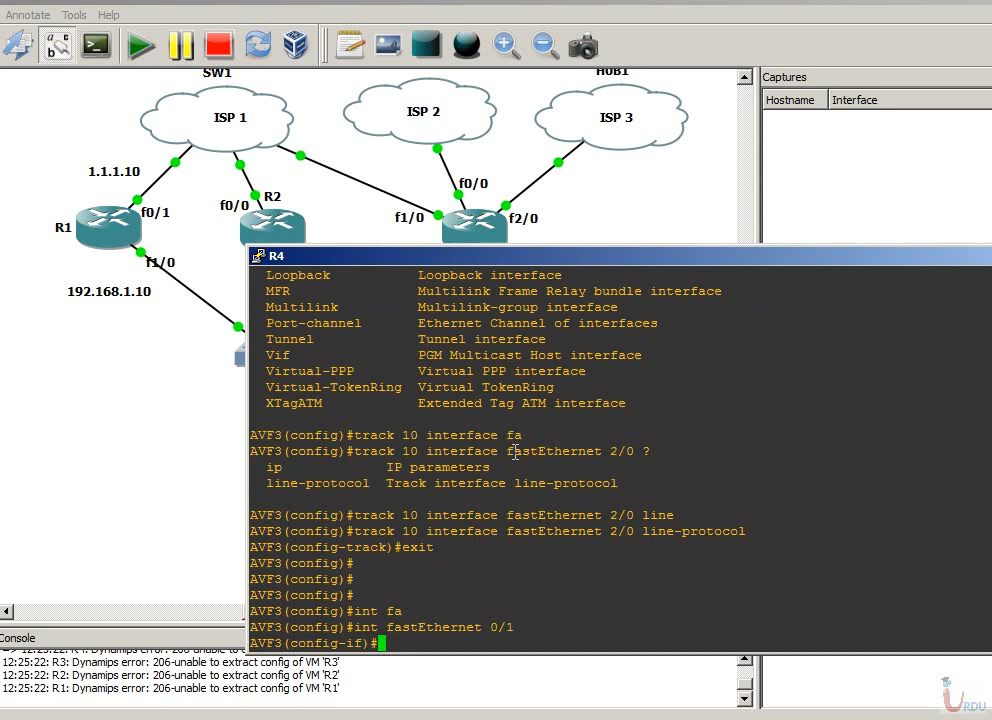 Annotate Tools Help
SW1
HUB1
ISP 1
ISP 2
ISP 3
Captures
Hostname Interface
1.1.1.10
f0/1
R1
f0/0
R2
f0/0
f1/0
f2/0
f1/0
192.168.1.10
R4
Loopback Loopback interface
MFR Multilink Frame Relay bundle interface
Multilink Multilink-group interface
Port-channel Ethernet Channel of interfaces
Tunnel Tunnel interface
Vif PGM Multicast Host interface
Virtual-PPP Virtual PPP interface
Virtual-TokenRing Virtual TokenRing
XTagATM Extended Tag ATM interface
AVF3(config)#track 10 interface fa
AVF3(config)#track 10 interface fastEthernet 2/0 ?
ip IP parameters
line-protocol Track interface line-protocol
AVF3(config)#track 10 interface fastEthernet 2/0 line
AVF3(config)#track 10 interface fastEthernet 2/0 line-protocol
AVF3(config-track)#exit
AVF3(config)#
AVF3(config)#
AVF3(config)#
AVF3(config)#int fa
AVF3(config)#int fastEthernet 0/1
AVF3(config-if)#
Console
12:25:22: R3: Dynamips error: 206-unable to extract config of VM 'R3'
12:25:22: R2: Dynamips error: 206-unable to extract config of VM 'R2'
12:25:22: R1: Dynamips error: 206-unable to extract config of VM 'R1'
URDU